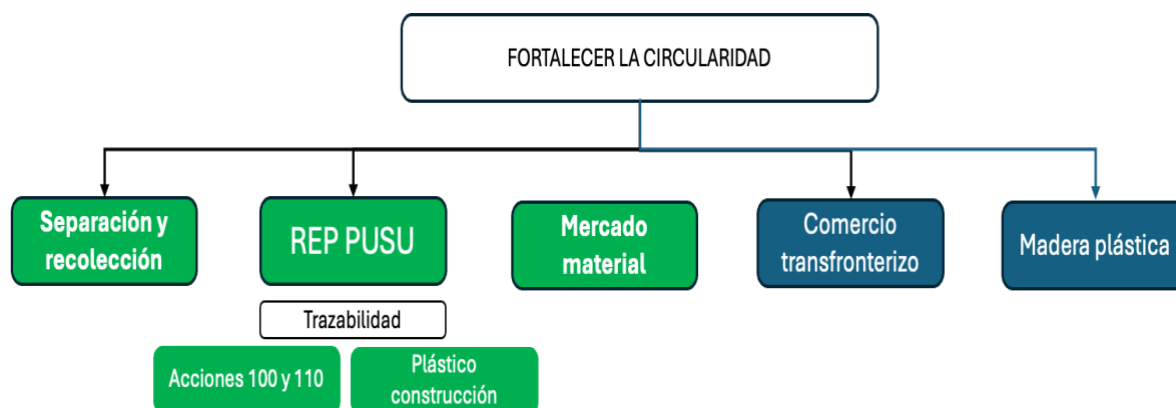 FORTALECER LA CIRCULARIDAD
Separación y
recolección
REP PUSU
Mercado
material
Comercio
transfronterizo
Madera plástica
Trazabilidad
Acciones 100 y 110
Plástico
construcción